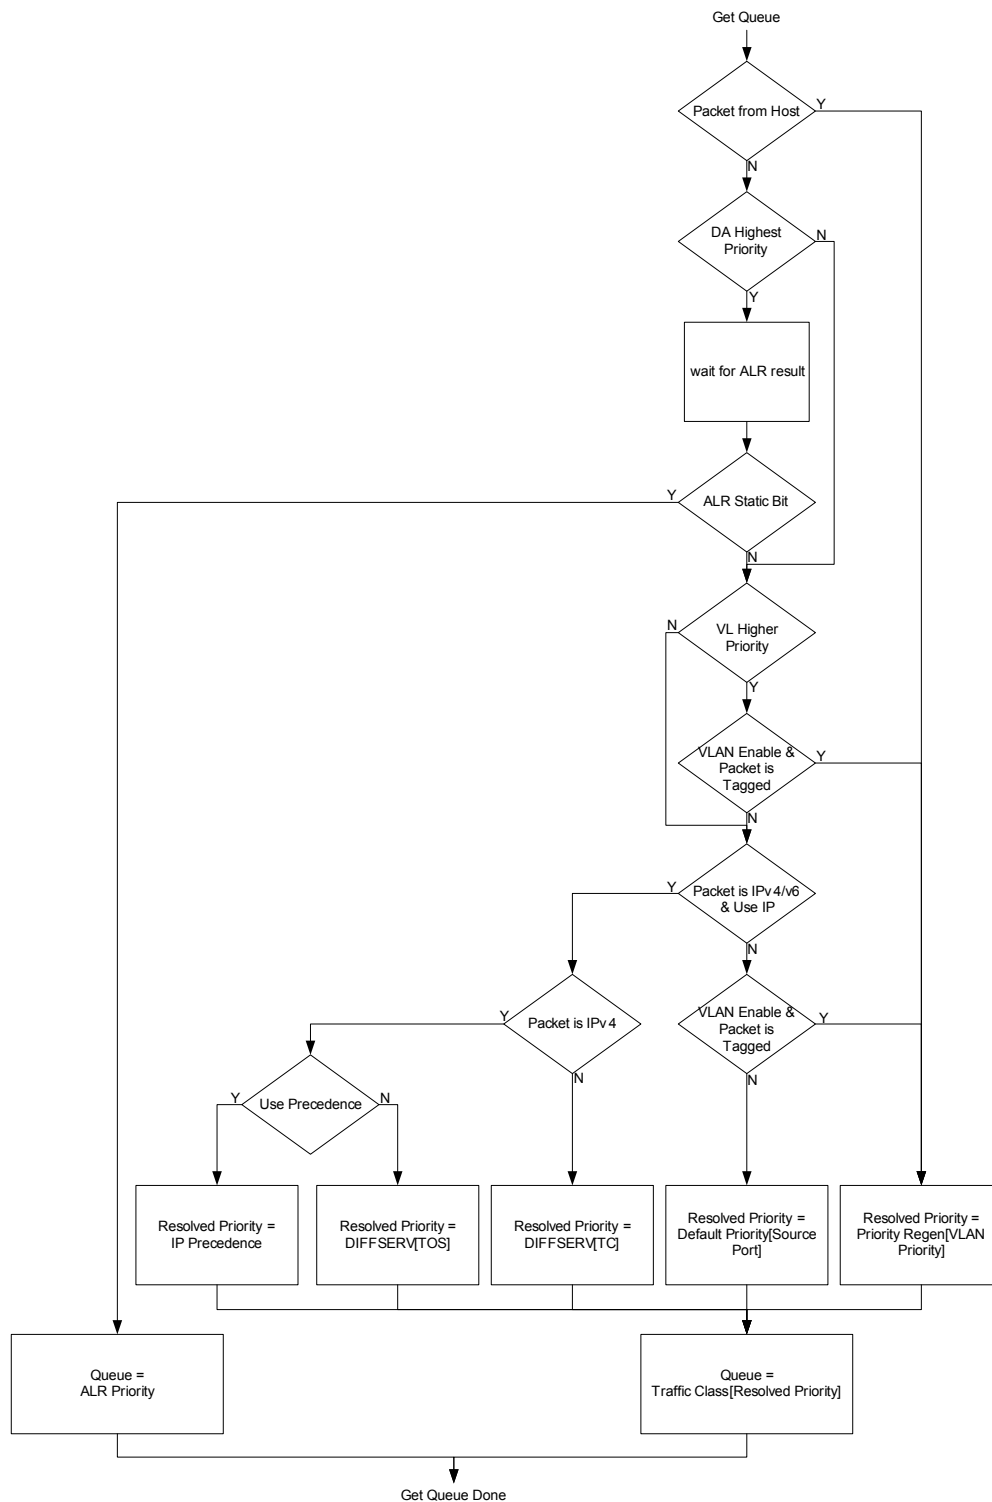 Get Queue
Packet from Host
Y
N
DA Highest
Priority
N
Y
wait for ALR result
Y
ALR Static Bit
N
N
VL Higher
Priority
Y
VLAN Enable &
Packet is
Tagged
Y
N
Y
Packet is IPv4/v6
& Use IP
N
Y
Packet is IPv4
N
VLAN Enable &
Packet is
Tagged
Y
N
Y
Use Precedence
N
Resolved Priority =
IP Precedence
Resolved Priority =
DIFFSERV[TOS]
Resolved Priority =
DIFFSERV[TC]
Resolved Priority =
Default Priority[Source
Port]
Resolved Priority =
Priority Regen[VLAN
Priority]
Queue =
ALR Priority
Queue =
Traffic Class[Resolved Priority]
Get Queue Done